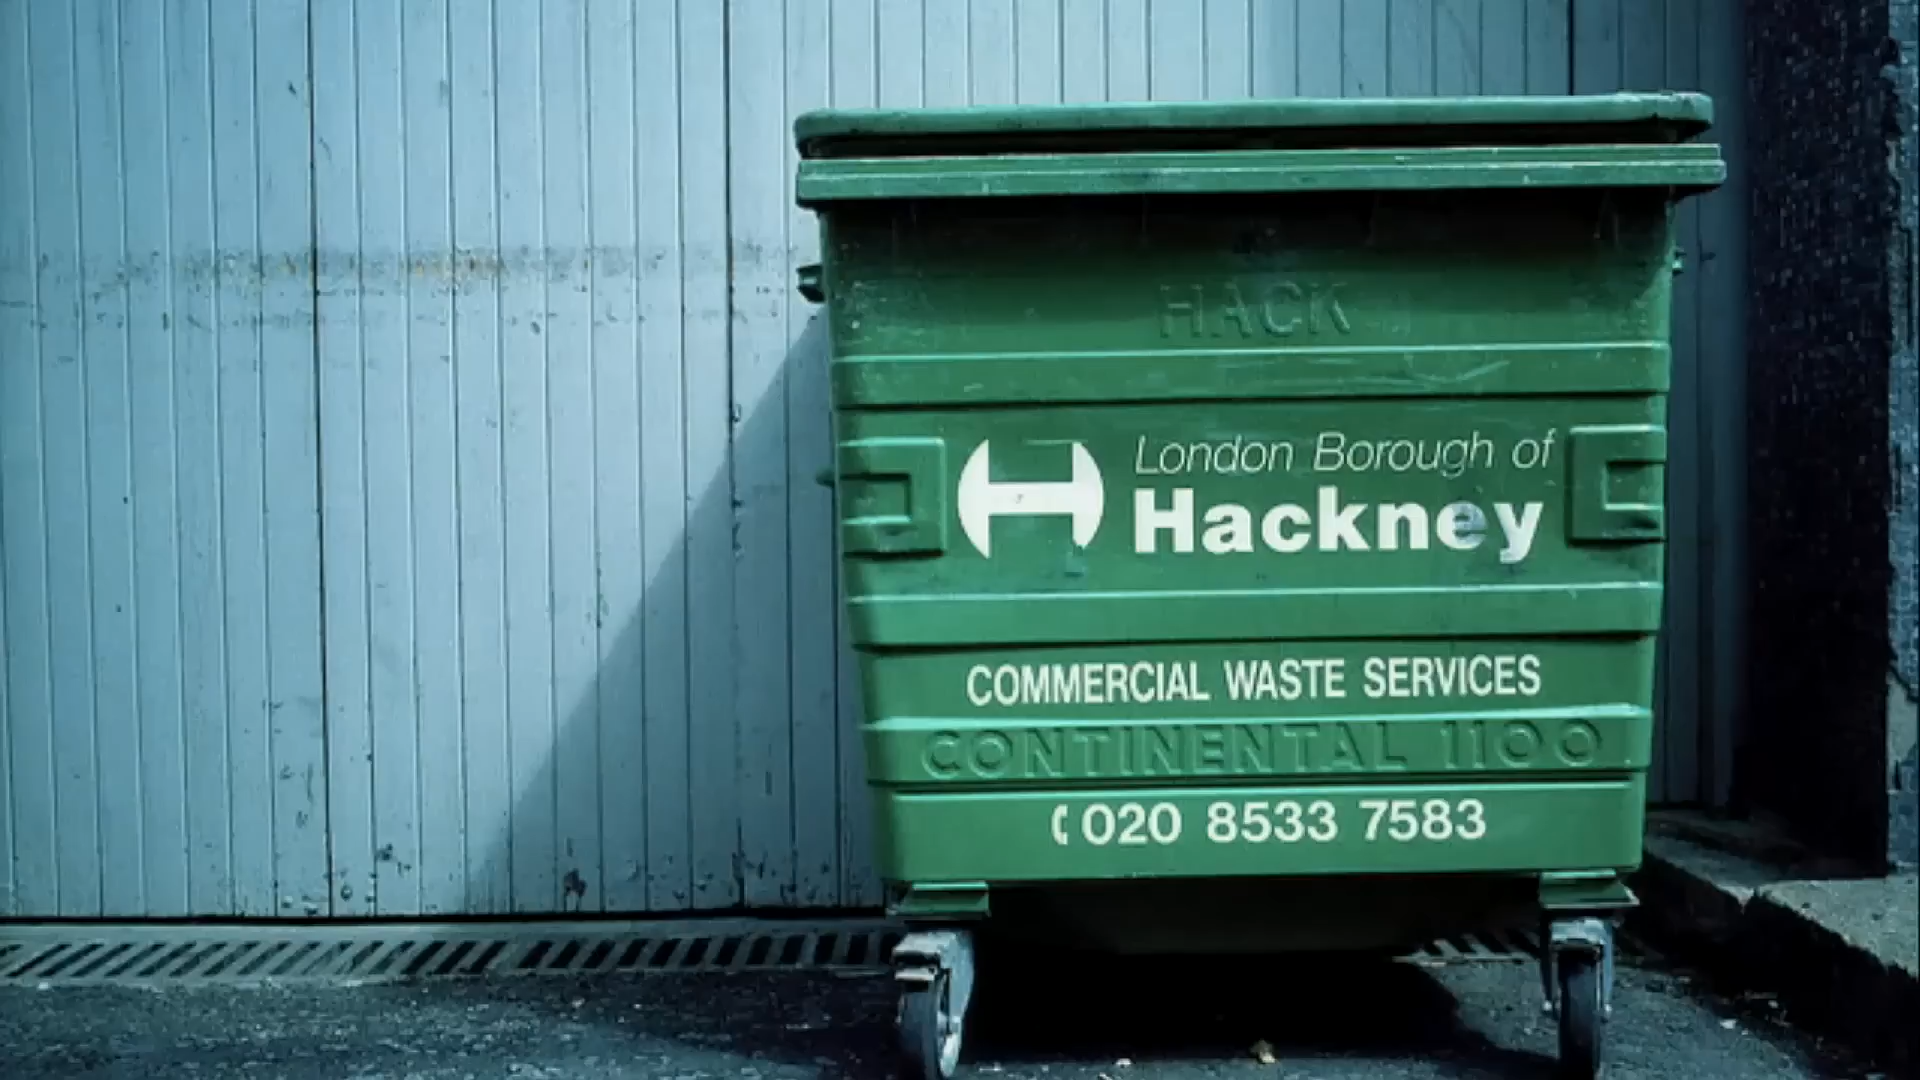 HACK
London Borough of
Hackney
COMMERCIAL WASTE SERVICES
CONTINENTAL 1100
020 8533 7583